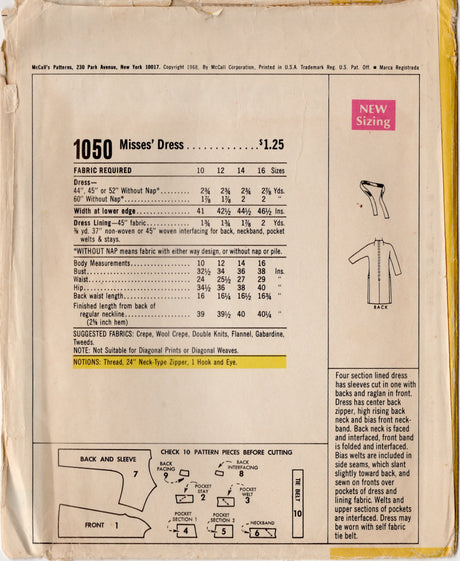 McCall's Patterns, 230 Park Avenue, New York 10017. Copyright 1968, By McCall Corporation, Printed in U.S.A. Trademark Reg. U.S. Pat. Off. ■ Marca Registrada
NEW
Sizing
1050 Misses' Dress ............. $1.25
FABRIC REQUIRED 10 12 14 16 Sizes
Dress—
44", 45" or 52" Without Nap* 2¾ 2¾ 2¾ 2⅞ Yds.
60" Without Nap* 1⅞ 1⅞ 2 2 "
Width at lower edge 41 42½ 44½ 46½ Ins.
Dress Lining—45" fabric 1¾ 1¾ 1⅞ 2 Yds.
⅝ yd. 37" non-woven or 45" woven interfacing for back, neckband, pocket
welts & stays.
*WITHOUT NAP means fabric with either way design, or without nap or pile.
Body Measurements 10 12 14 16
Bust 32½ 34 36 38 Ins.
Waist 24 25½ 27 29 "
Hip 34½ 36 38 40 "
Back waist length 16 16¼ 16½ 16¾ "
Finished length from back of
regular neckline 39 39½ 40 40¼ "
(2¾ inch hem)
SUGGESTED FABRICS: Crepe, Wool Crepe, Double Knits, Flannel, Gabardine,
Tweeds.
NOTE: Not Suitable for Diagonal Prints or Diagonal Weaves.
NOTIONS: Thread, 24" Neck-Type Zipper, 1 Hook and Eye.
BACK
Four section lined dress
has sleeves cut in one with
backs and raglan in front.
Dress has center back
zipper, high rising back
neck and bias front neck-
band. Back neck is faced
and interfaced, front band
is folded and interfaced.
Bias welts are included in
side seams, which slant
slightly toward back, and
sewn on fronts over
pockets of dress and
lining fabric. Welts and
upper sections of pockets
are interfaced. Dress may
be worn with self fabric
tie belt.
CHECK 10 PATTERN PIECES BEFORE CUTTING
BACK AND SLEEVE
7
BACK
FACING
9
BACK
INTERFACING
8
POCKET
STAY
2
POCKET
WELT
3
TIE BELT
10
FRONT 1
POCKET
SECTION 1
4
POCKET
SECTION 2
5
NECKBAND
6